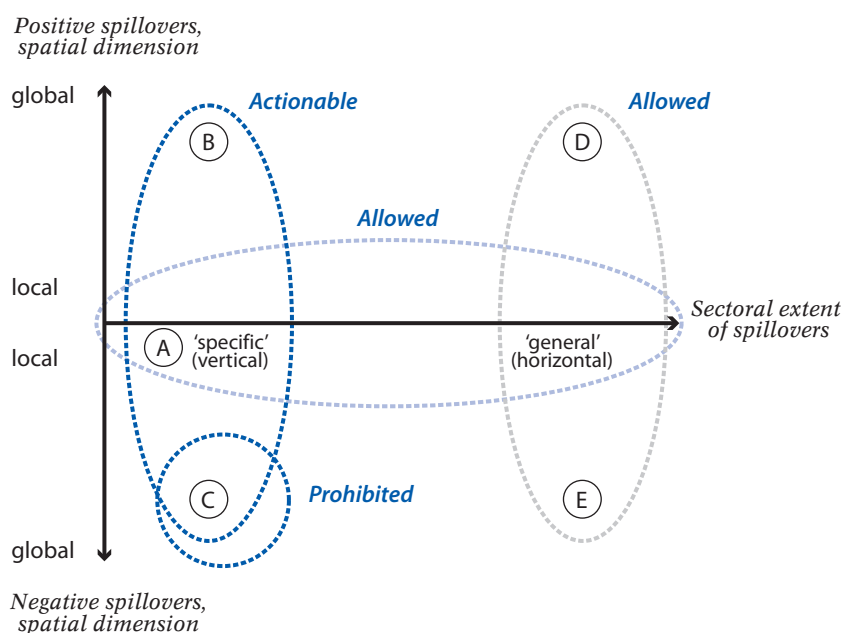 Positive spillovers,
spatial dimension
global
Actionable
Allowed
B
D
Allowed
local
Sectoral extent
of spillovers
A
'specific'
(vertical)
'general'
(horizontal)
local
C
Prohibited
E
global
Negative spillovers,
spatial dimension